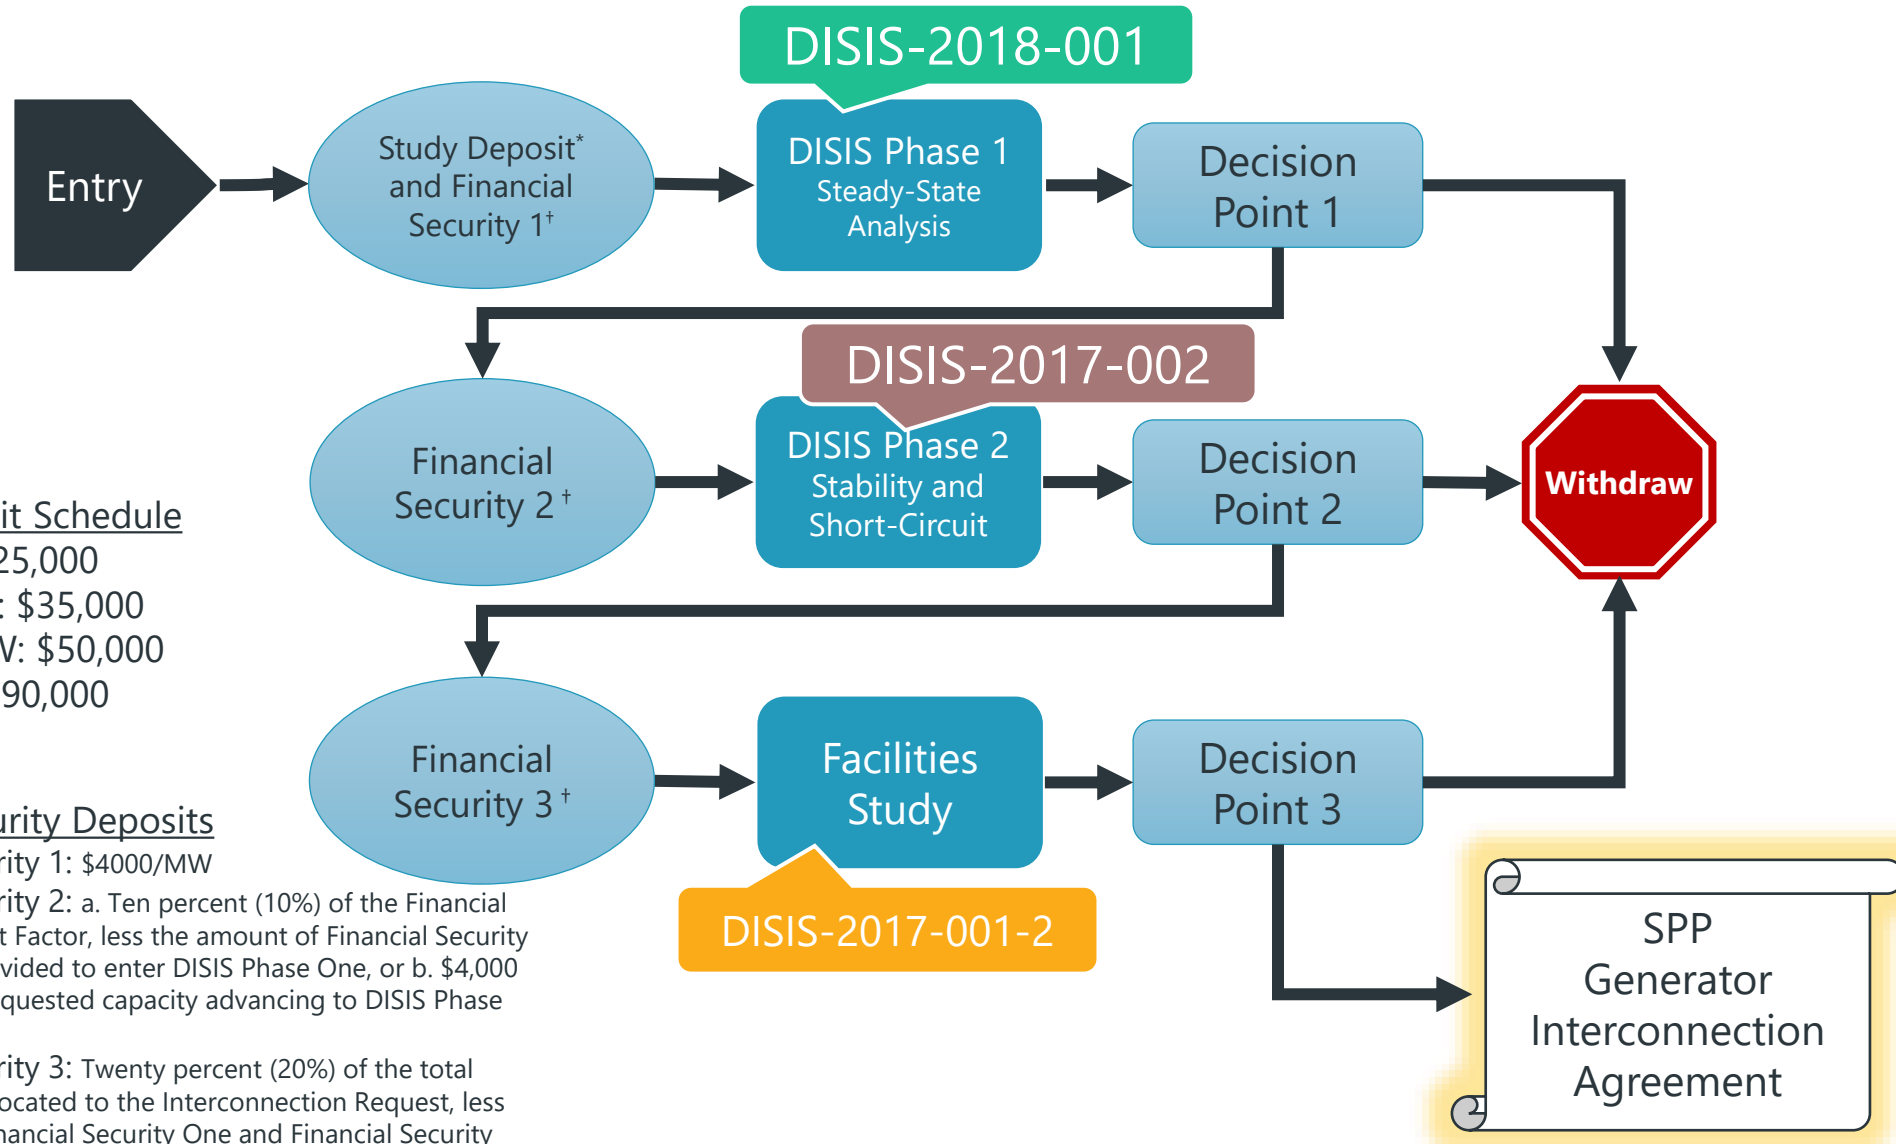 DISIS-2018-001
Entry
Study Deposit*
and Financial
Security 1†
DISIS Phase 1
Steady-State
Analysis
Decision
Point 1
DISIS-2017-002
Financial
Security 2 †
DISIS Phase 2
Stability and
Short-Circuit
Decision
Point 2
Withdraw
it Schedule
25,000
: $35,000
W: $50,000
90,000
Financial
Security 3 †
Facilities
Study
Decision
Point 3
DISIS-2017-001-2
urity Deposits
rity 1: $4000/MW
rity 2: a. Ten percent (10%) of the Financial
t Factor, less the amount of Financial Security
vided to enter DISIS Phase One, or b. $4,000
quested capacity advancing to DISIS Phase
rity 3: Twenty percent (20%) of the total
ocated to the Interconnection Request, less
nancial Security One and Financial Security
SPP
Generator
Interconnection
Agreement